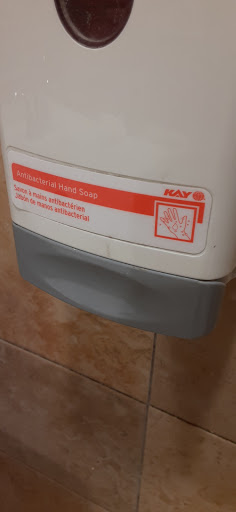 KAY
Antibacterial Hand Soap
Savon à mains antibactérien
Jabón de manos antibacterial